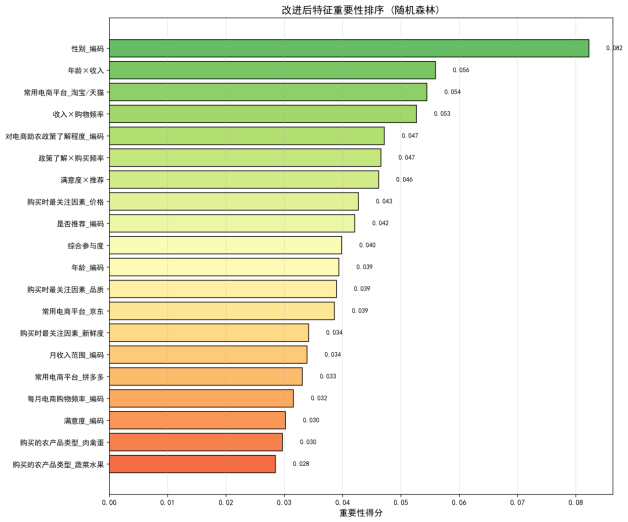 改进后特征重要性排序 (随机森林)
性别_编码 0.082
年龄×收入 0.056
常用电商平台_淘宝/天猫 0.054
收入×购物频率 0.053
对电商助农政策了解程度_编码 0.047
政策了解×购买频率 0.047
满意度×推荐 0.046
购买时最关注因素_价格 0.043
是否推荐_编码 0.042
综合参与度 0.040
年龄_编码 0.039
购买时最关注因素_品质 0.039
常用电商平台_京东 0.039
购买时最关注因素_新鲜度 0.034
月收入范围_编码 0.034
常用电商平台_拼多多 0.033
每月电商购物频率_编码 0.032
满意度_编码 0.030
购买的农产品类型_肉禽蛋 0.030
购买的农产品类型_蔬菜水果 0.028
0.00 0.01 0.02 0.03 0.04 0.05 0.06 0.07 0.08
重要性得分